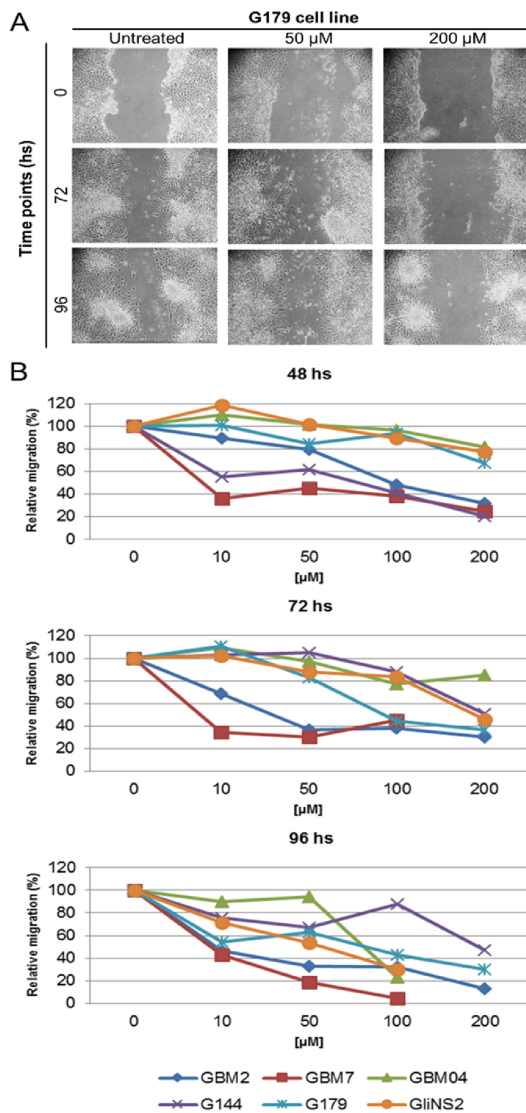 A
G179 cell line
Untreated 50 µM 200 µM
Time points (hs)
0
72
96
B
48 hs
Relative migration (%)
120
100
80
60
40
20
0
0 10 50 100 200
[µM]
72 hs
Relative migration (%)
120
100
80
60
40
20
0
0 10 50 100 200
[µM]
96 hs
Relative migration (%)
120
100
80
60
40
20
0
0 10 50 100 200
[µM]
GBM2 GBM7 GBM04
G144 G179 GliNS2